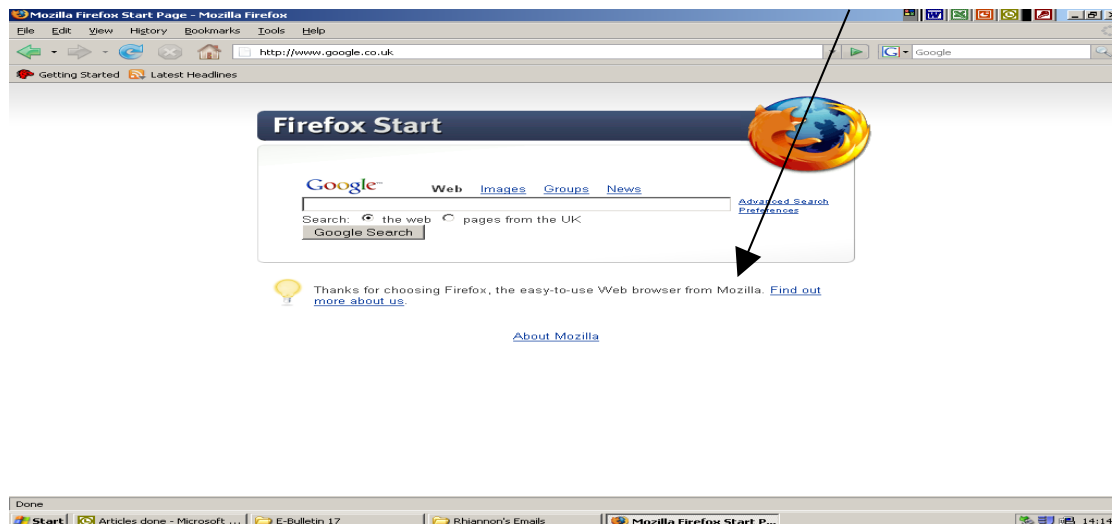 Mozilla Firefox Start Page - Mozilla Firefox
File Edit View History Bookmarks Tools Help
http://www.google.co.uk G Google
Getting Started Latest Headlines
Firefox Start
Google™ Web Images Groups News
Advanced Search
Preferences
Search: the web pages from the UK
Google Search
Thanks for choosing Firefox, the easy-to-use Web browser from Mozilla. Find out
more about us.
About Mozilla
Done
Start Articles done - Microsoft ... E-Bulletin 17 Rhiannon's Emails Mozilla Firefox Start P... 14:14